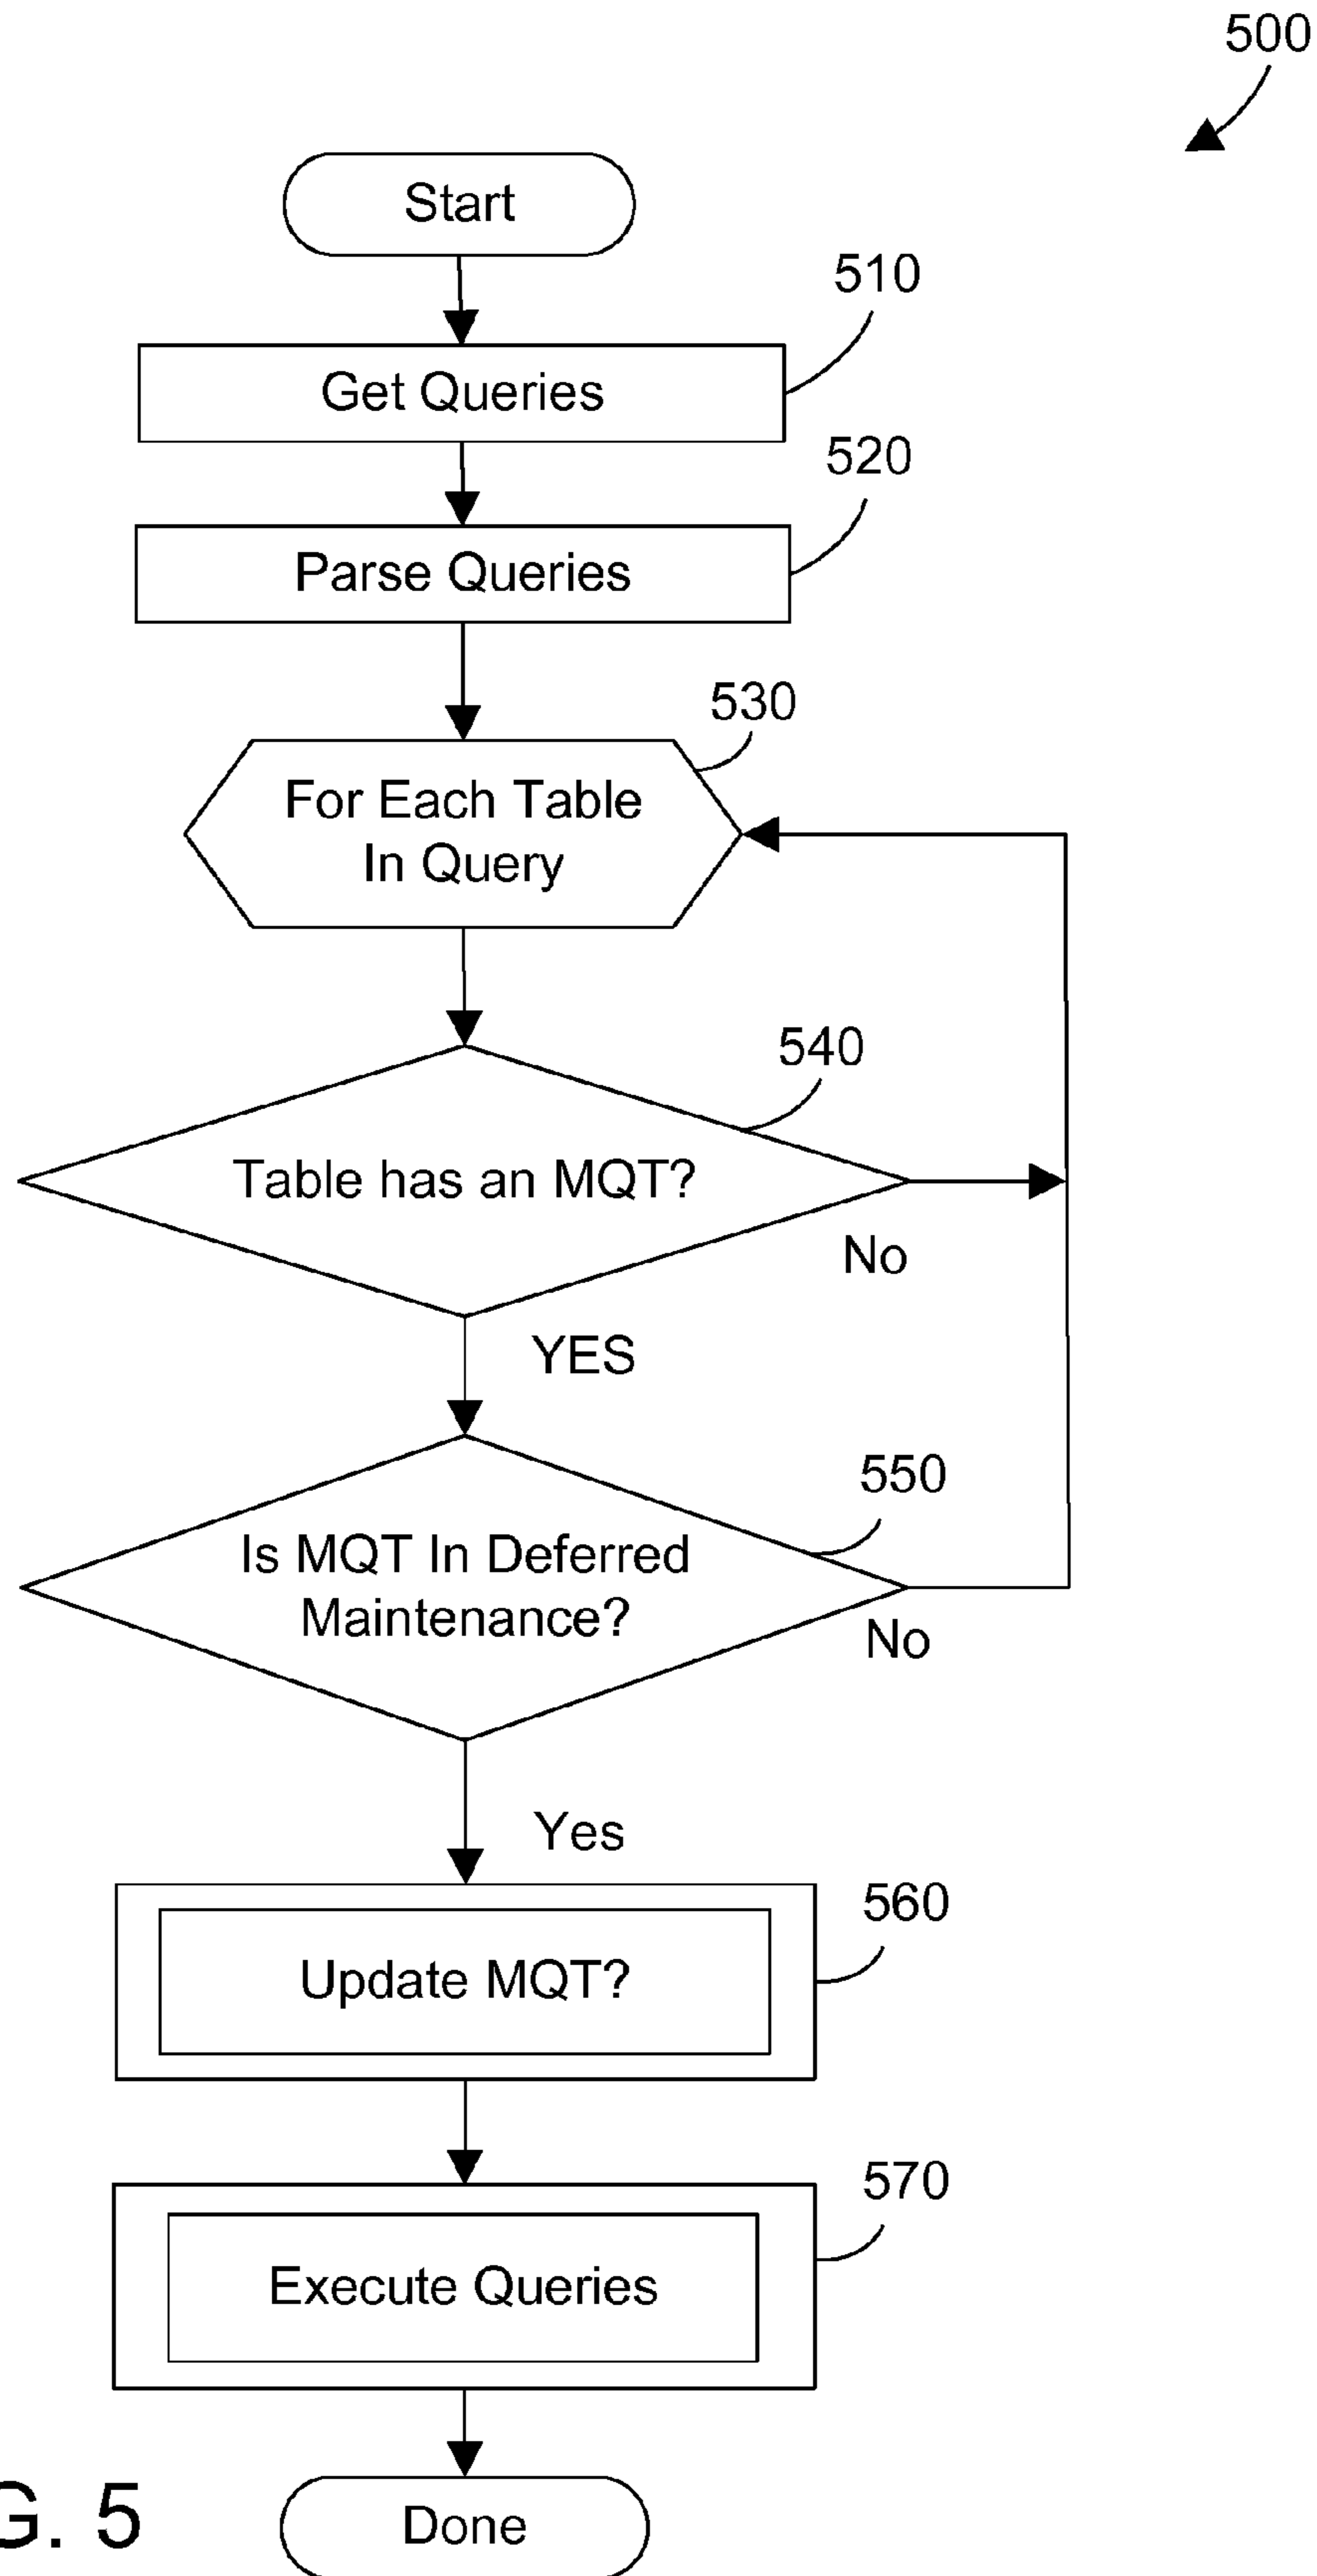 500
Start
510
Get Queries
520
Parse Queries
530
For Each Table
In Query
540
Table has an MQT?
No
YES
550
Is MQT In Deferred
Maintenance?
No
Yes
560
Update MQT?
570
Execute Queries
G. 5
Done